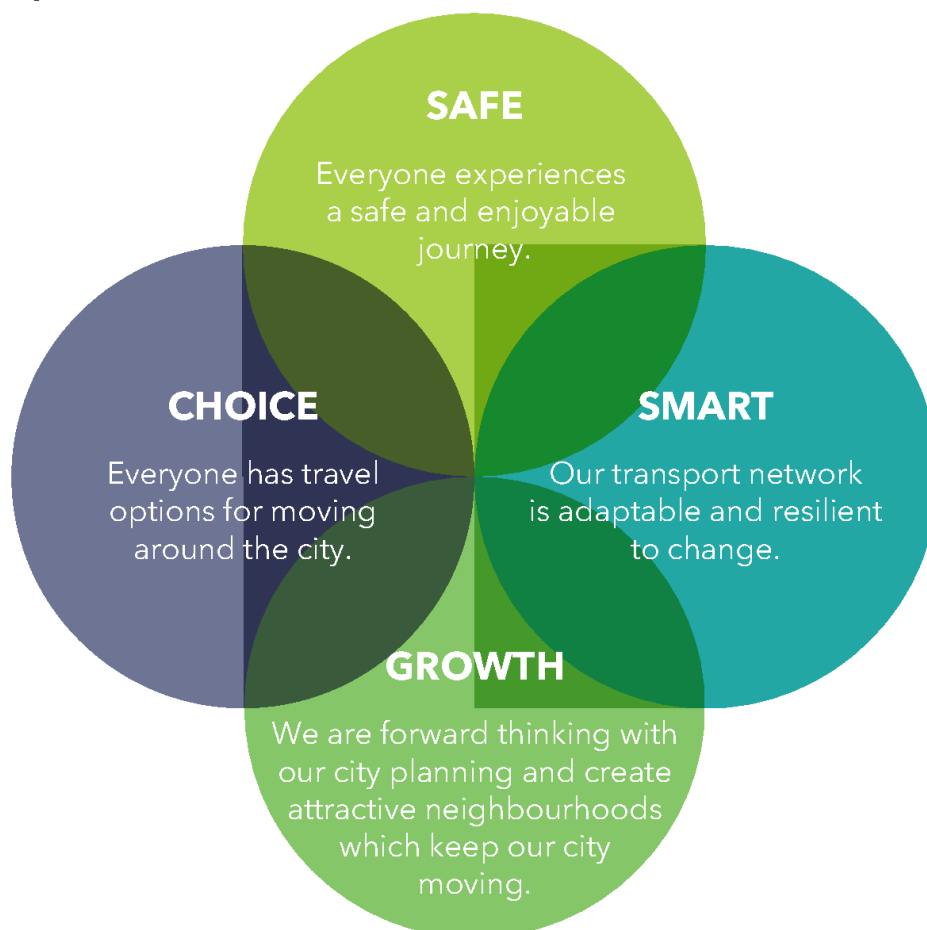 SAFE
Everyone experiences
a safe and enjoyable
journey.
CHOICE
Everyone has travel
options for moving
around the city.
SMART
Our transport network
is adaptable and resilient
to change.
GROWTH
We are forward thinking with
our city planning and create
attractive neighbourhoods
which keep our city
moving.